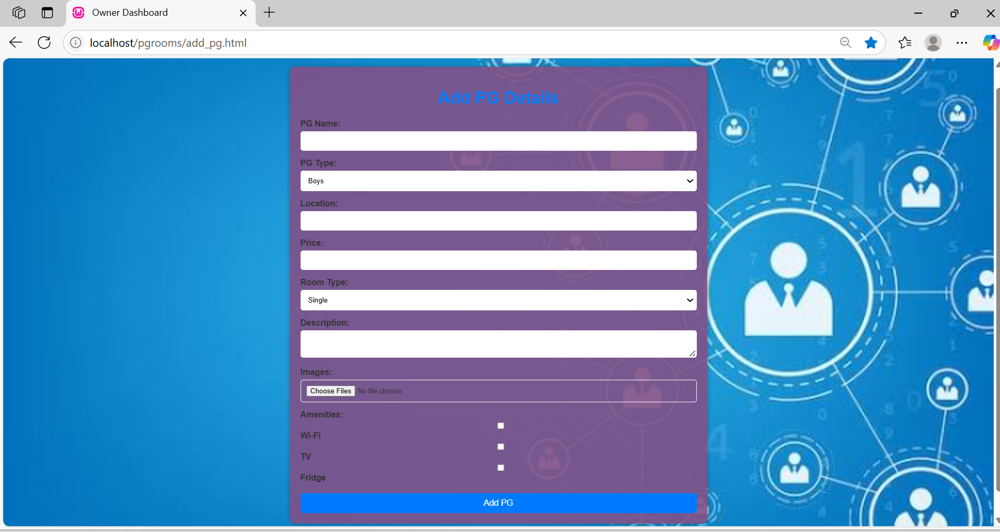 Owner Dashboard
localhost/pgrooms/add_pg.html
Add PG Details
PG Name:
PG Type:
Boys
Location:
Price:
Room Type:
Single
Description:
Images:
Choose Files No file chosen
Amenities:
Wi-Fi
TV
Fridge
Add PG